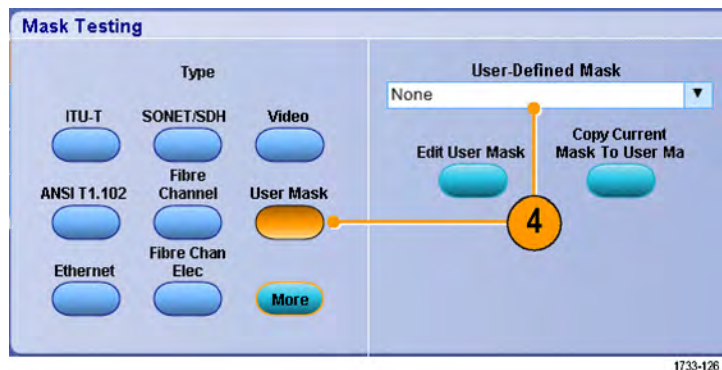 Mask Testing
Type
User-Defined Mask
None
ITU-T
SONET/SDH
Video
Edit User Mask
Copy Current
Mask To User Ma
ANSI T1.102
Fibre
Channel
User Mask
4
Ethernet
Fibre Chan
Elec
More
1733-126